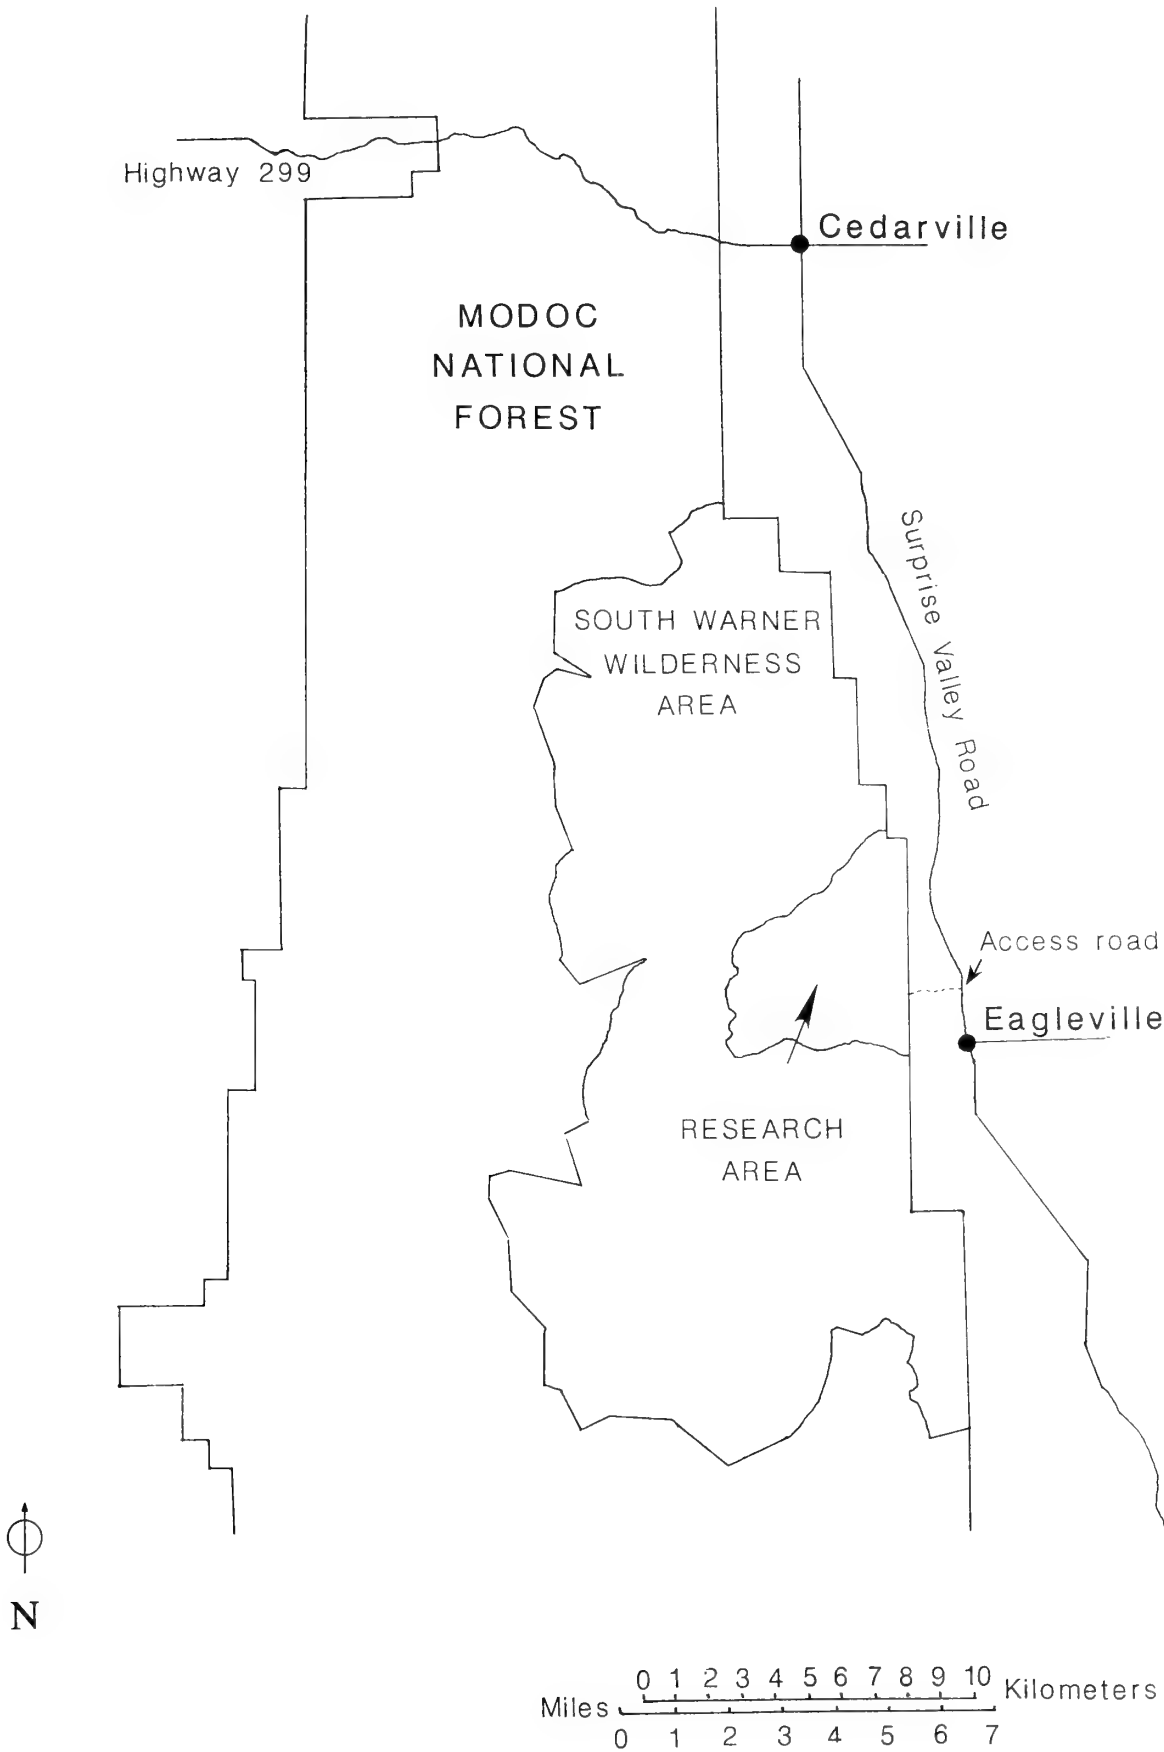 Highway 299
Cedarville
MODOC
NATIONAL
FOREST
Surprise Valley Road
SOUTH WARNER
WILDERNESS
AREA
Access road
Eagleville
RESEARCH
AREA
N
0 1 2 3 4 5 6 7 8 9 10 Kilometers
Miles
0 1 2 3 4 5 6 7